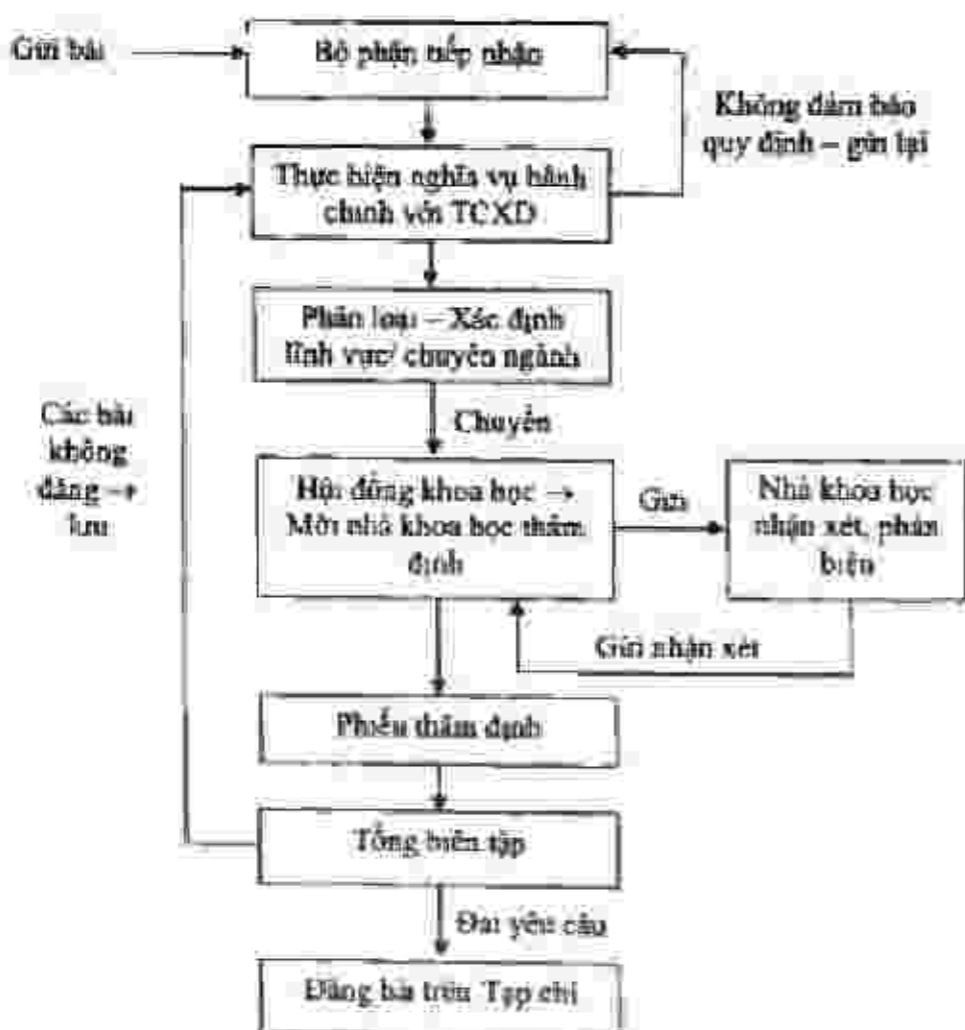 Gửi bài
Bộ phận tiếp nhận
Không đảm bảo
quy định – gửi lại
Thực hiện nghĩa vụ hành
chính với TCXD
Phân loại – Xác định
lĩnh vực/ chuyên ngành
Chuyển
Các bài
không
đăng →
lưu
Hội đồng khoa học →
Mời nhà khoa học thẩm
định
Gửi
Nhà khoa học
nhận xét, phản
biện
Gửi nhận xét
Phiếu thẩm định
Tổng biên tập
Đạt yêu cầu
Đăng bài trên Tạp chí